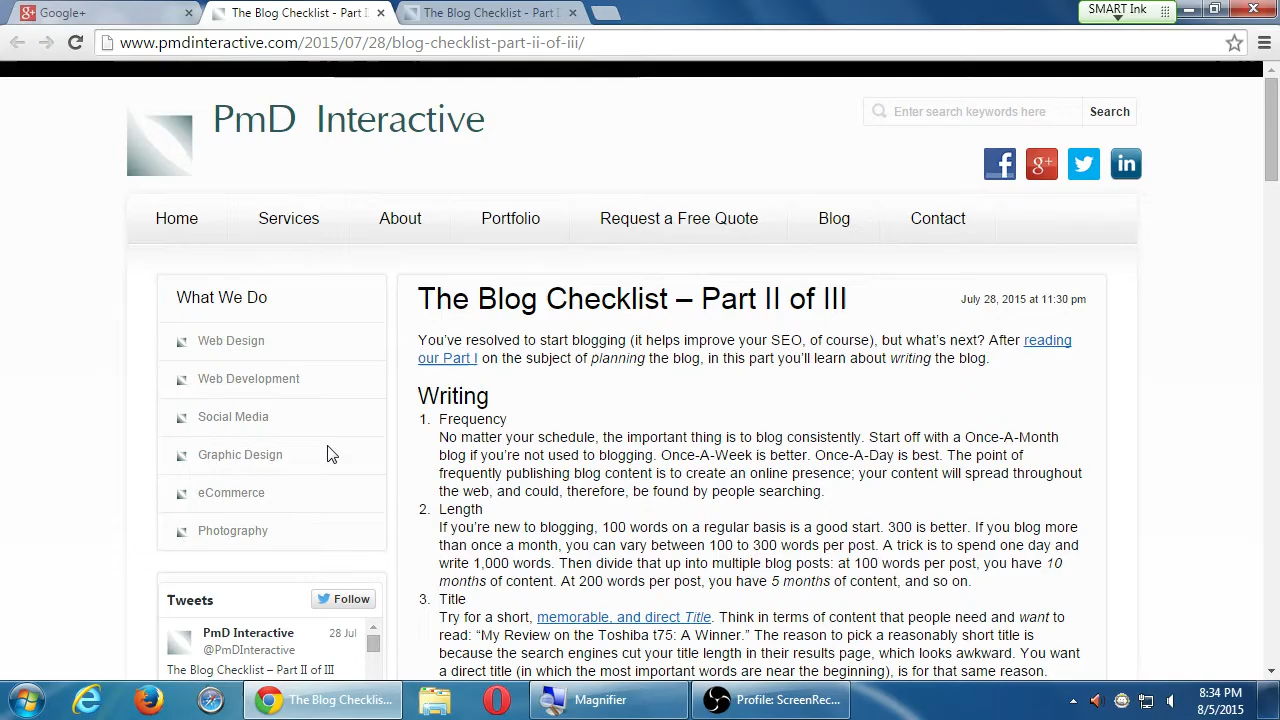 Google+
The Blog Checklist - Part I
The Blog Checklist - Part I
SMART Ink
www.pmdinteractive.com/2015/07/28/blog-checklist-part-ii-of-iii/
PmD Interactive
Enter search keywords here
Search
f
g+
in
Home
Services
About
Portfolio
Request a Free Quote
Blog
Contact
What We Do
Web Design
Web Development
Social Media
Graphic Design
eCommerce
Photography
Tweets
Follow
PmD Interactive
28 Jul
@PmDInteractive
The Blog Checklist – Part II of III
The Blog Checklist – Part II of III
July 28, 2015 at 11:30 pm
You've resolved to start blogging (it helps improve your SEO, of course), but what's next? After reading
our Part I on the subject of planning the blog, in this part you'll learn about writing the blog.
Writing
1. Frequency
No matter your schedule, the important thing is to blog consistently. Start off with a Once-A-Month
blog if you're not used to blogging. Once-A-Week is better. Once-A-Day is best. The point of
frequently publishing blog content is to create an online presence; your content will spread throughout
the web, and could, therefore, be found by people searching.
2. Length
If you're new to blogging, 100 words on a regular basis is a good start. 300 is better. If you blog more
than once a month, you can vary between 100 to 300 words per post. A trick is to spend one day and
write 1,000 words. Then divide that up into multiple blog posts: at 100 words per post, you have 10
months of content. At 200 words per post, you have 5 months of content, and so on.
3. Title
Try for a short, memorable, and direct Title. Think in terms of content that people need and want to
read: “My Review on the Toshiba t75: A Winner.” The reason to pick a reasonably short title is
because the search engines cut your title length in their results page, which looks awkward. You want
a direct title (in which the most important words are near the beginning), is for that same reason.
The Blog Checklis...
Magnifier
Profile: ScreenRec...
8:34 PM
8/5/2015